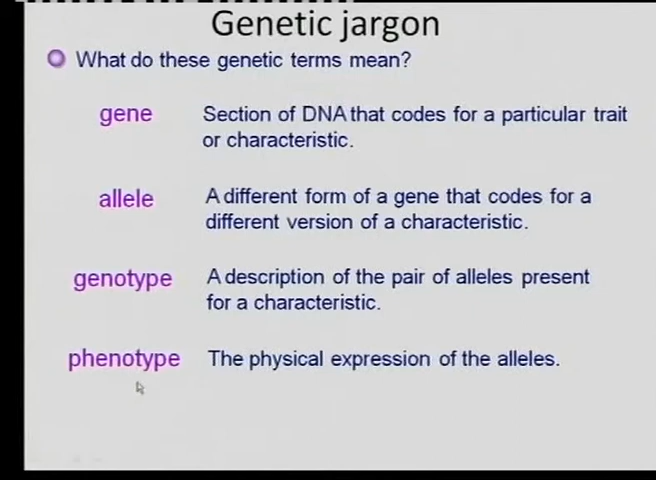 Genetic jargon
What do these genetic terms mean?
gene Section of DNA that codes for a particular trait
or characteristic.
allele A different form of a gene that codes for a
different version of a characteristic.
genotype A description of the pair of alleles present
for a characteristic.
phenotype The physical expression of the alleles.